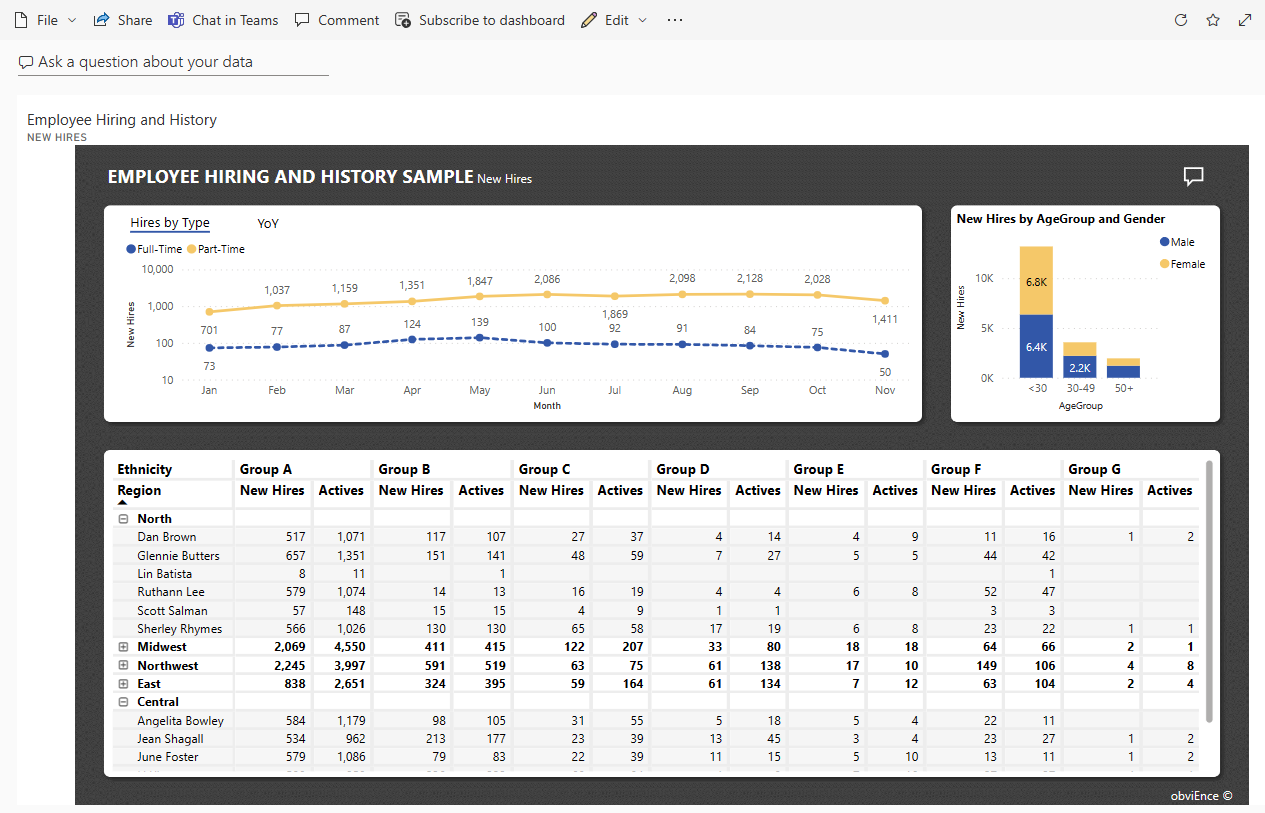 File Share Chat in Teams Comment Subscribe to dashboard Edit ...
Ask a question about your data
Employee Hiring and History
NEW HIRES
EMPLOYEE HIRING AND HISTORY SAMPLE New Hires
Hires by Type YoY
Full-Time Part-Time
New Hires
10,000
1,000
100
10
1,037 1,159 1,351 1,847 2,086 2,098 2,128 2,028
701 1,869 1,411
77 87 124 139 100 92 91 84 75
73 50
Jan Feb Mar Apr May Jun Jul Aug Sep Oct Nov
Month
New Hires by AgeGroup and Gender
Male
Female
New Hires
10K
5K
0K
6.8K
6.4K
2.2K
<30 30-49 50+
AgeGroup
Ethnicity Group A Group B Group C Group D Group E Group F Group G
Region New Hires Actives New Hires Actives New Hires Actives New Hires Actives New Hires Actives New Hires Actives New Hires Actives
North
Dan Brown 517 1,071 117 107 27 37 4 14 4 9 11 16 1 2
Glennie Butters 657 1,351 151 141 48 59 7 27 5 5 44 42
Lin Batista 8 11 1 1
Ruthann Lee 579 1,074 14 13 16 19 4 4 6 8 52 47
Scott Salman 57 148 15 15 4 9 1 1 3 3
Sherley Rhymes 566 1,026 130 130 65 58 17 19 6 8 23 22 1 1
Midwest 2,069 4,550 411 415 122 207 33 80 18 18 64 66 2 1
Northwest 2,245 3,997 591 519 63 75 61 138 17 10 149 106 4 8
East 838 2,651 324 395 59 164 61 134 7 12 63 104 2 4
Central
Angelita Bowley 584 1,179 98 105 31 55 5 18 5 4 22 11
Jean Shagall 534 962 213 177 23 39 13 45 3 4 23 27 1 2
June Foster 579 1,086 79 83 22 39 11 15 5 10 13 11 1 2
obviEnce ©